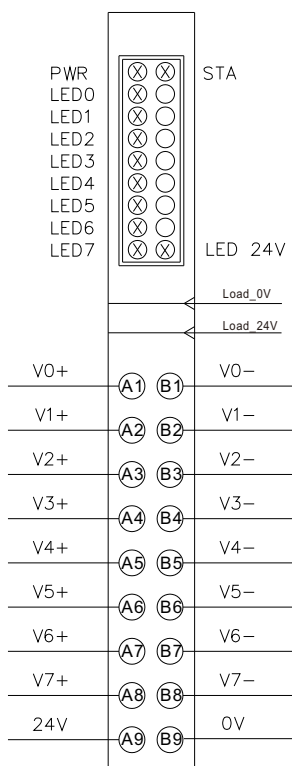 PWR STA
LED0
LED1
LED2
LED3
LED4
LED5
LED6
LED7 LED 24V
Load_0V
Load_24V
V0+ A1 B1 V0−
V1+ A2 B2 V1−
V2+ A3 B3 V2−
V3+ A4 B4 V3−
V4+ A5 B5 V4−
V5+ A6 B6 V5−
V6+ A7 B7 V6−
V7+ A8 B8 V7−
24V A9 B9 0V